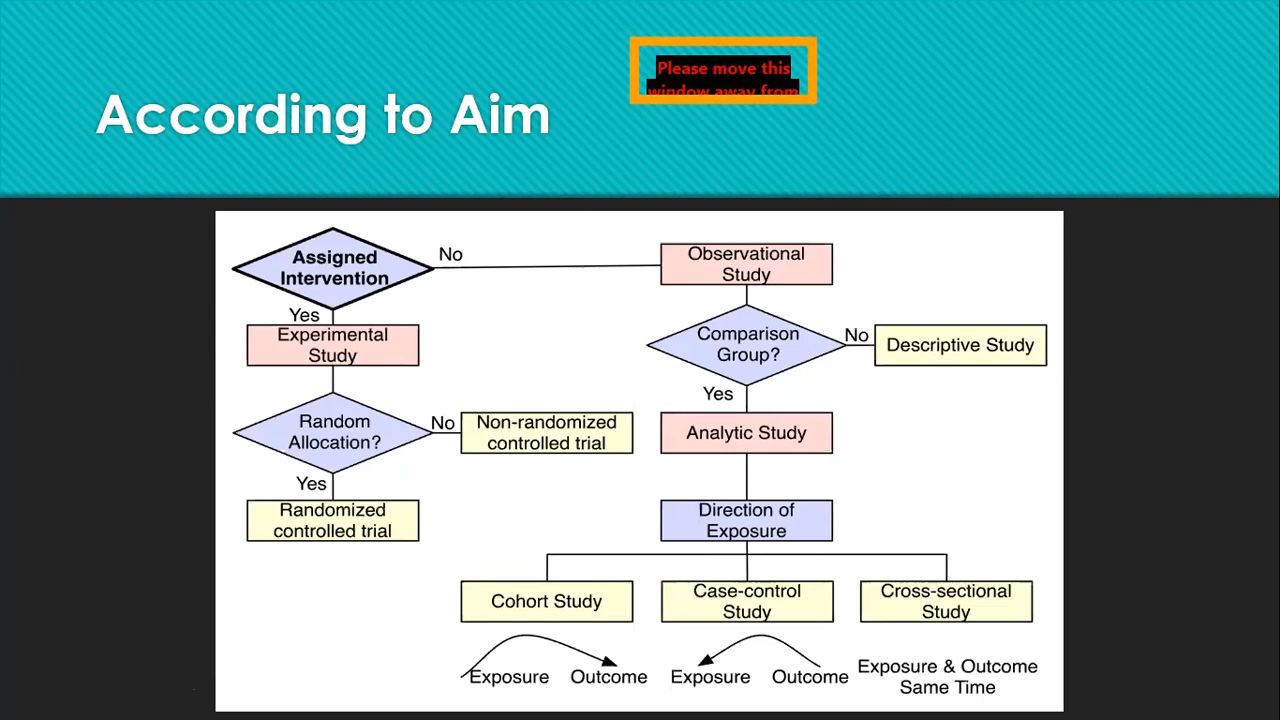 According to Aim
Please move this
window away from
Assigned
Intervention
No
Observational
Study
Yes
Experimental
Study
Comparison
Group?
No
Descriptive Study
Yes
Random
Allocation?
No
Non-randomized
controlled trial
Analytic Study
Yes
Randomized
controlled trial
Direction of
Exposure
Cohort Study
Case-control
Study
Cross-sectional
Study
Exposure
Outcome
Exposure
Outcome
Exposure & Outcome
Same Time